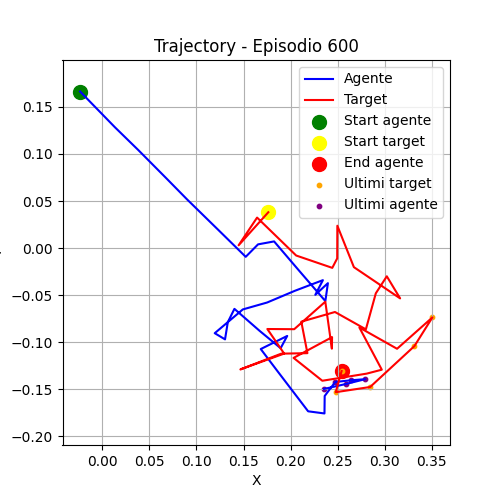 Trajectory - Episodio 600
Agente
Target
Start agente
Start target
End agente
Ultimi target
Ultimi agente
0.15
0.10
0.05
0.00
−0.05
−0.10
−0.15
−0.20
0.00 0.05 0.10 0.15 0.20 0.25 0.30 0.35
X